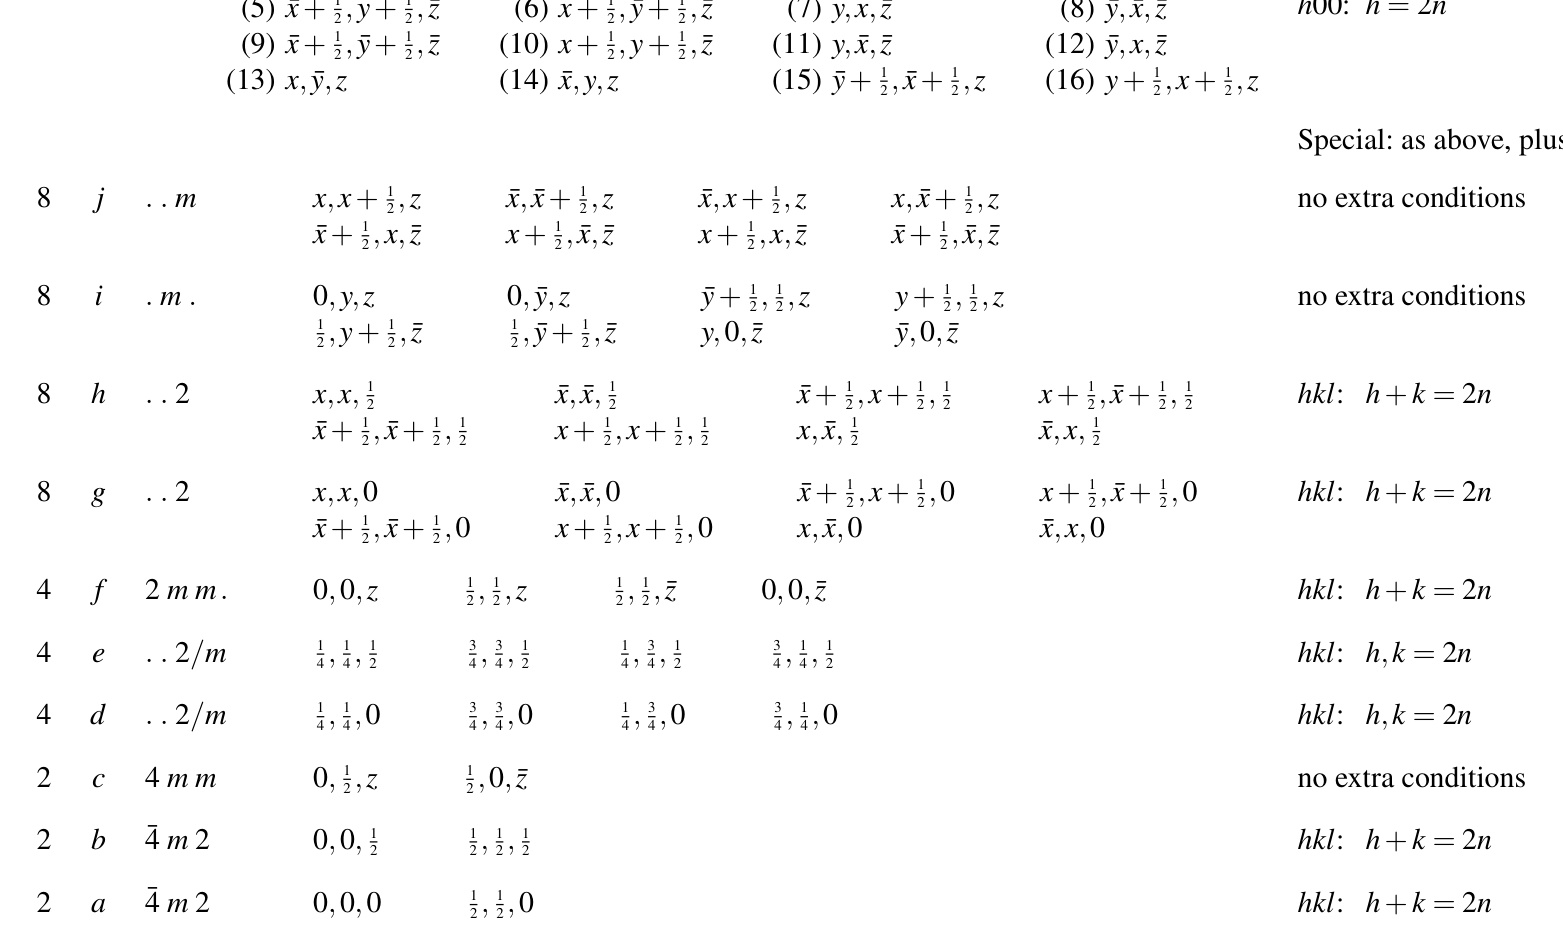 (5) x̄+½,y+½,z̄ (6) x+½,ȳ+½,z̄ (7) y,x,z̄ (8) ȳ,x̄,z̄ h00: h = 2n
(9) x̄+½,ȳ+½,z̄ (10) x+½,y+½,z̄ (11) y,x̄,z̄ (12) ȳ,x,z̄
(13) x,ȳ,z (14) x̄,y,z (15) ȳ+½,x̄+½,z (16) y+½,x+½,z
Special: as above, plus
8 j . . m x,x+½,z x̄,x̄+½,z x̄,x+½,z x,x̄+½,z no extra conditions
x̄+½,x,z̄ x+½,x̄,z̄ x+½,x,z̄ x̄+½,x̄,z̄
8 i . m . 0,y,z 0,ȳ,z ȳ+½,½,z y+½,½,z no extra conditions
½,y+½,z̄ ½,ȳ+½,z̄ y,0,z̄ ȳ,0,z̄
8 h . . 2 x,x,½ x̄,x̄,½ x̄+½,x+½,½ x+½,x̄+½,½ hkl: h+k = 2n
x̄+½,x̄+½,½ x+½,x+½,½ x,x̄,½ x̄,x,½
8 g . . 2 x,x,0 x̄,x̄,0 x̄+½,x+½,0 x+½,x̄+½,0 hkl: h+k = 2n
x̄+½,x̄+½,0 x+½,x+½,0 x,x̄,0 x̄,x,0
4 f 2 m m . 0,0,z ½,½,z ½,½,z̄ 0,0,z̄ hkl: h+k = 2n
4 e . . 2/m ¼,¼,½ ¾,¾,½ ¼,¾,½ ¾,¼,½ hkl: h,k = 2n
4 d . . 2/m ¼,¼,0 ¾,¾,0 ¼,¾,0 ¾,¼,0 hkl: h,k = 2n
2 c 4 m m 0,½,z ½,0,z̄ no extra conditions
2 b 4̄ m 2 0,0,½ ½,½,½ hkl: h+k = 2n
2 a 4̄ m 2 0,0,0 ½,½,0 hkl: h+k = 2n